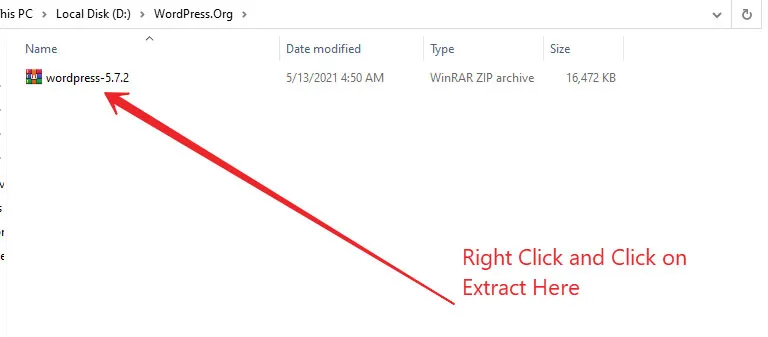 his PC > Local Disk (D:) > WordPress.Org
Name Date modified Type Size
wordpress-5.7.2 5/13/2021 4:50 AM WinRAR ZIP archive 16,472 KB
Right Click and Click on
Extract Here